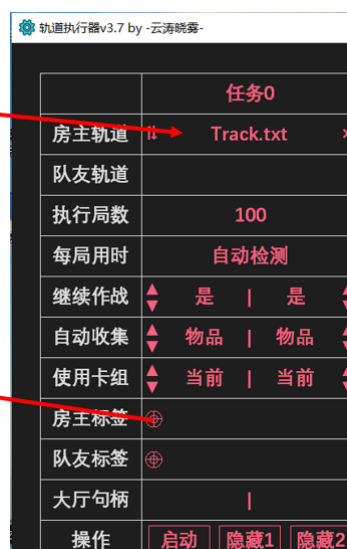 轨道执行器v3.7 by -云涛晓雾-
任务0
房主轨道 Track.txt
队友轨道
执行局数 100
每局用时 自动检测
继续作战 是 | 是
自动收集 物品 | 物品
使用卡组 当前 | 当前
房主标签
队友标签
大厅句柄 |
操作 启动 隐藏1 隐藏2